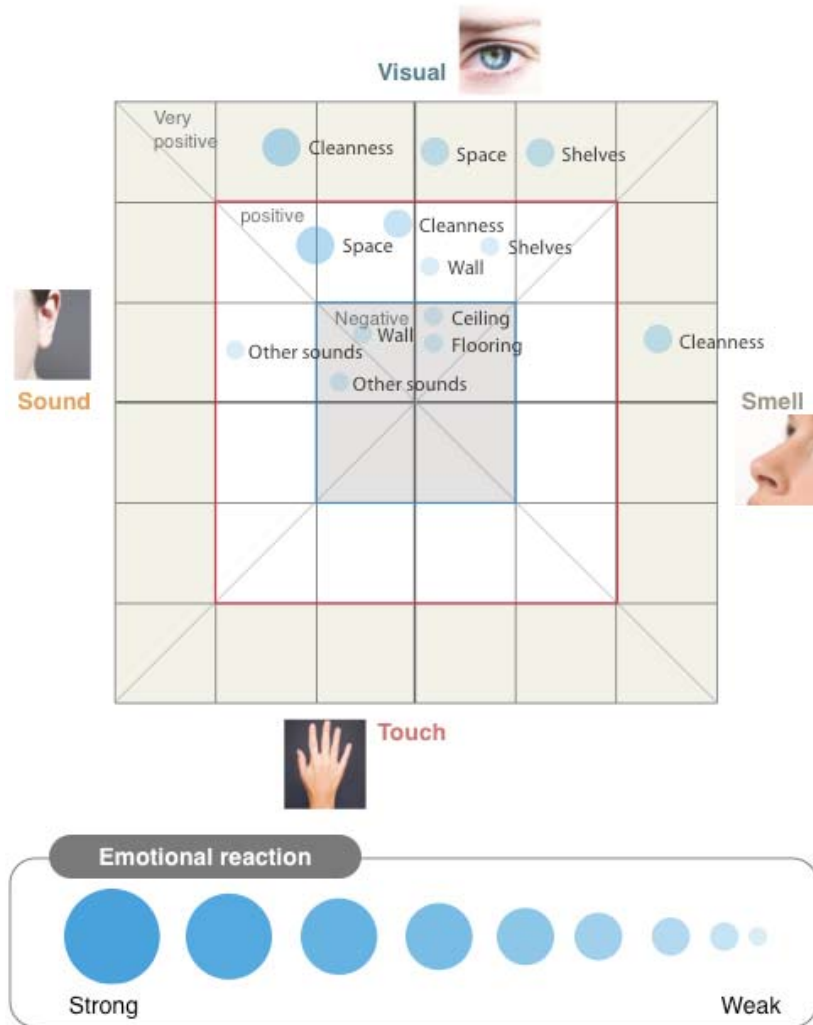 Visual
Very
positive
Cleanness
Space
Shelves
positive
Cleanness
Space
Shelves
Wall
Negative
Ceiling
Wall
Flooring
Other sounds
Cleanness
Other sounds
Sound
Smell
Touch
Emotional reaction
Strong
Weak